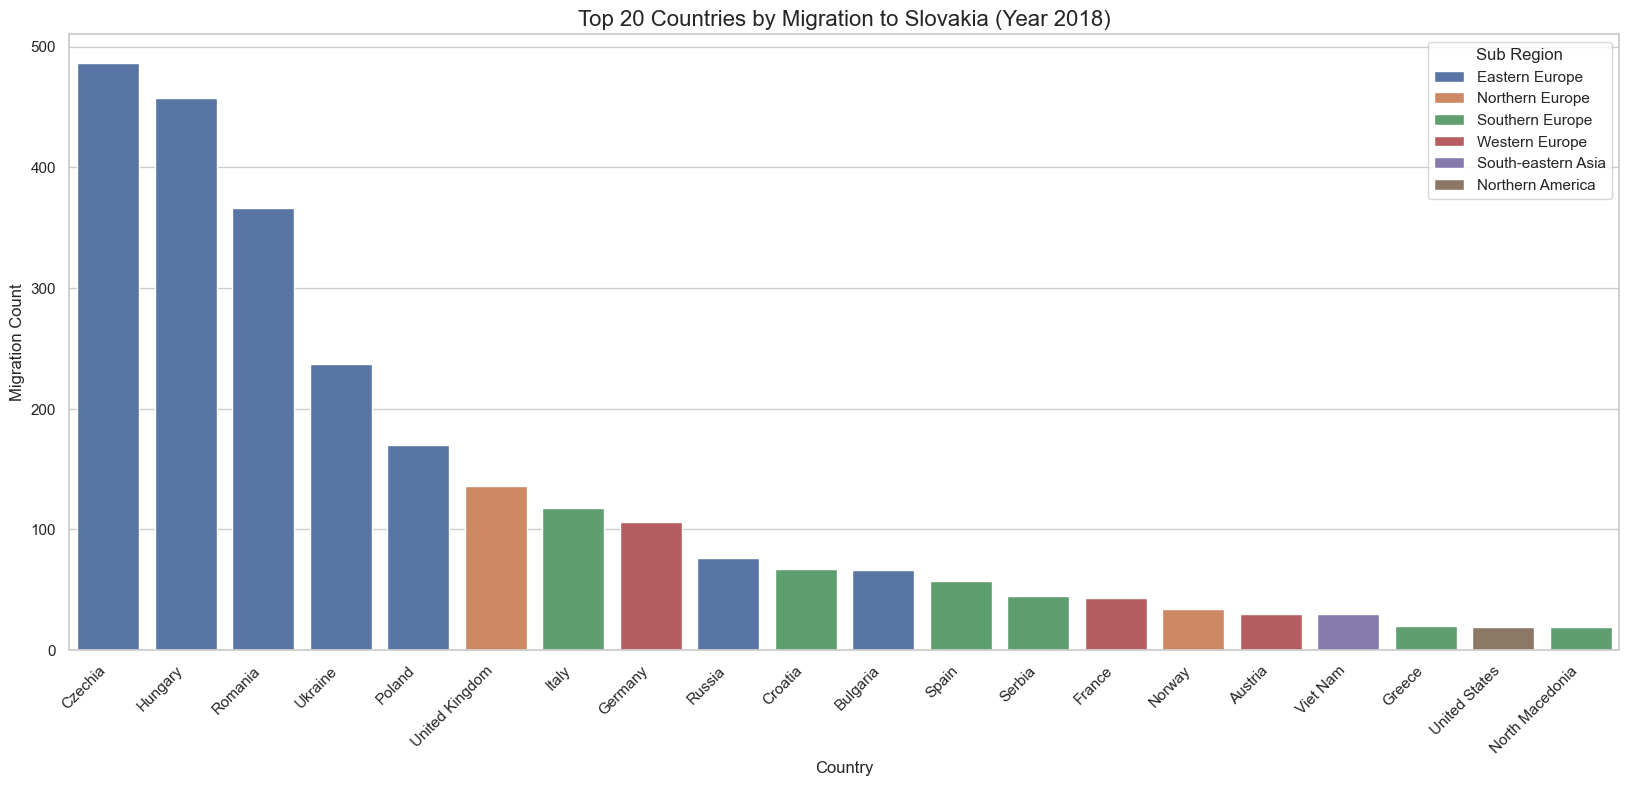 Top 20 Countries by Migration to Slovakia (Year 2018)
Sub Region
Eastern Europe
Northern Europe
Southern Europe
Western Europe
South-eastern Asia
Northern America
Migration Count
500
400
300
200
100
0
Czechia
Hungary
Romania
Ukraine
Poland
United Kingdom
Italy
Germany
Russia
Croatia
Bulgaria
Spain
Serbia
France
Norway
Austria
Viet Nam
Greece
United States
North Macedonia
Country